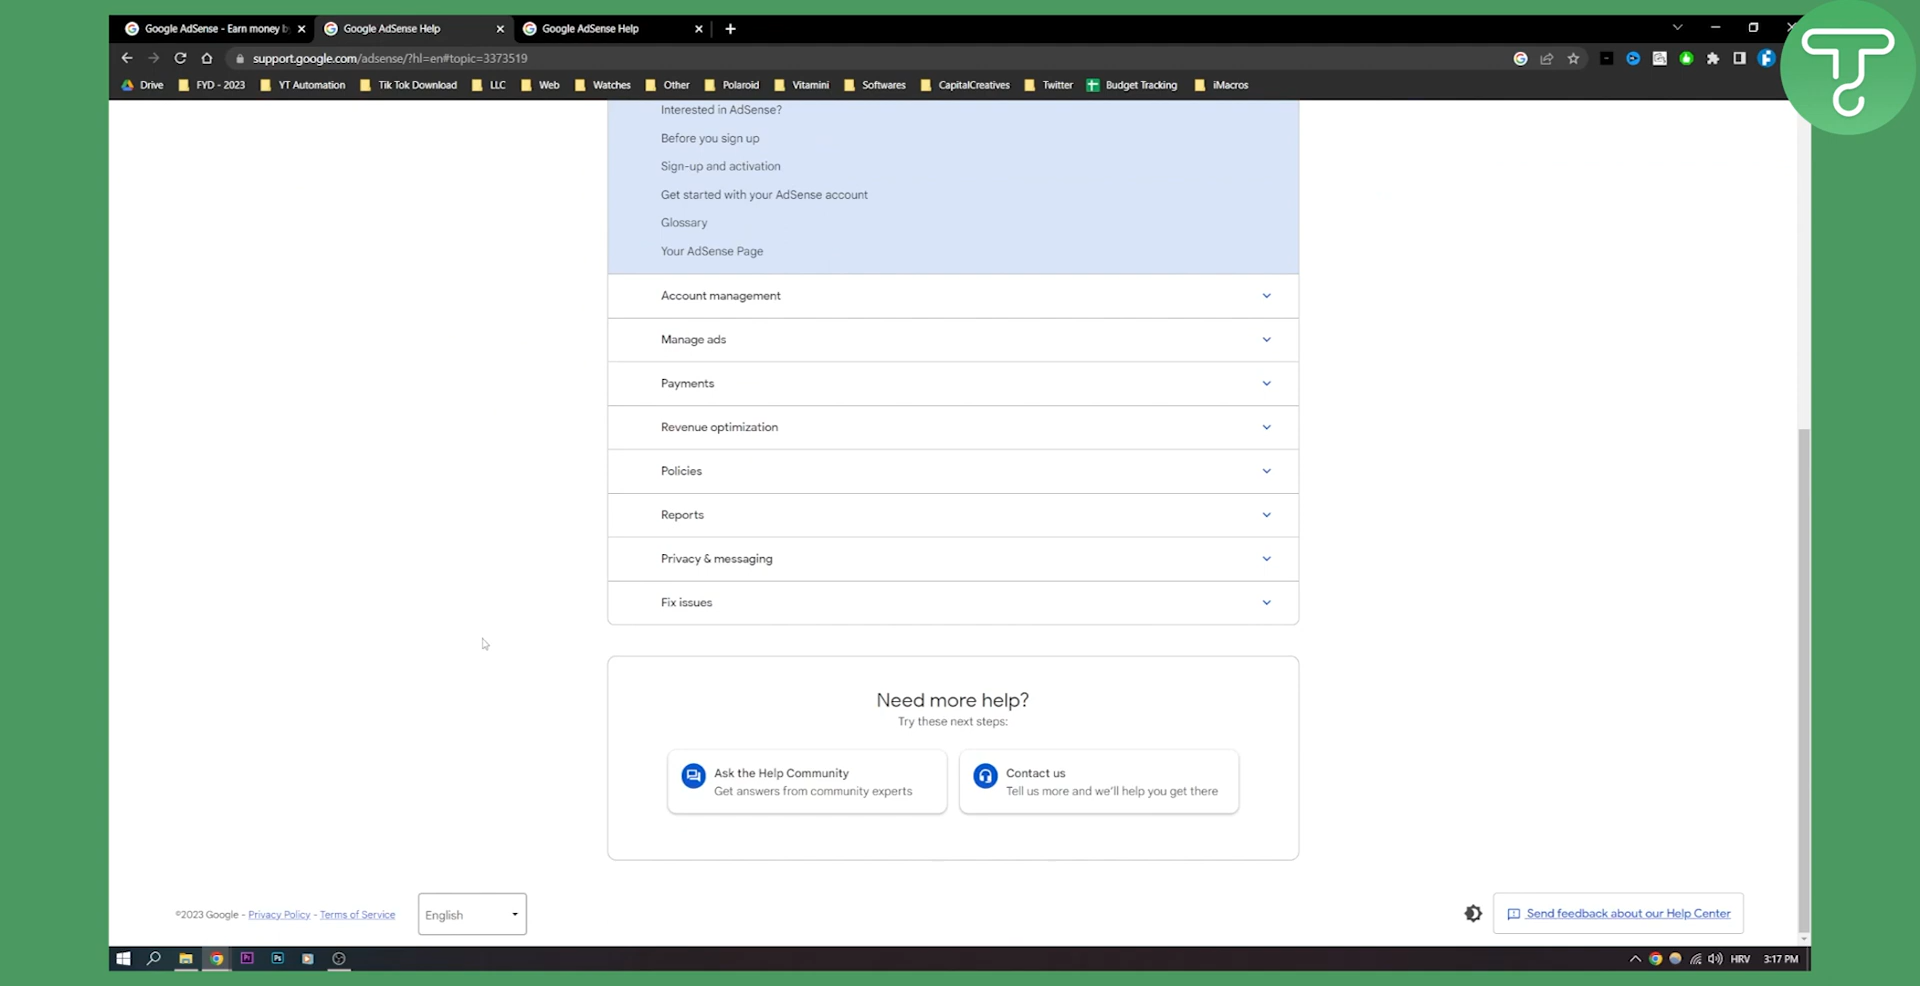 Google AdSense - Earn money by
Google AdSense Help
Google AdSense Help
support.google.com/adsense/?hl=en#topic=3373519
Drive
FYD - 2023
YT Automation
Tik Tok Download
LLC
Web
Watches
Other
Polaroid
Vitamini
Softwares
CapitalCreatives
Twitter
Budget Tracking
iMacros
Interested in AdSense?
Before you sign up
Sign-up and activation
Get started with your AdSense account
Glossary
Your AdSense Page
Account management
Manage ads
Payments
Revenue optimization
Policies
Reports
Privacy & messaging
Fix issues
Need more help?
Try these next steps:
Ask the Help Community
Get answers from community experts
Contact us
Tell us more and we'll help you get there
©2023 Google - Privacy Policy - Terms of Service
English
Send feedback about our Help Center
Pr
Ps
HRV
3:17 PM